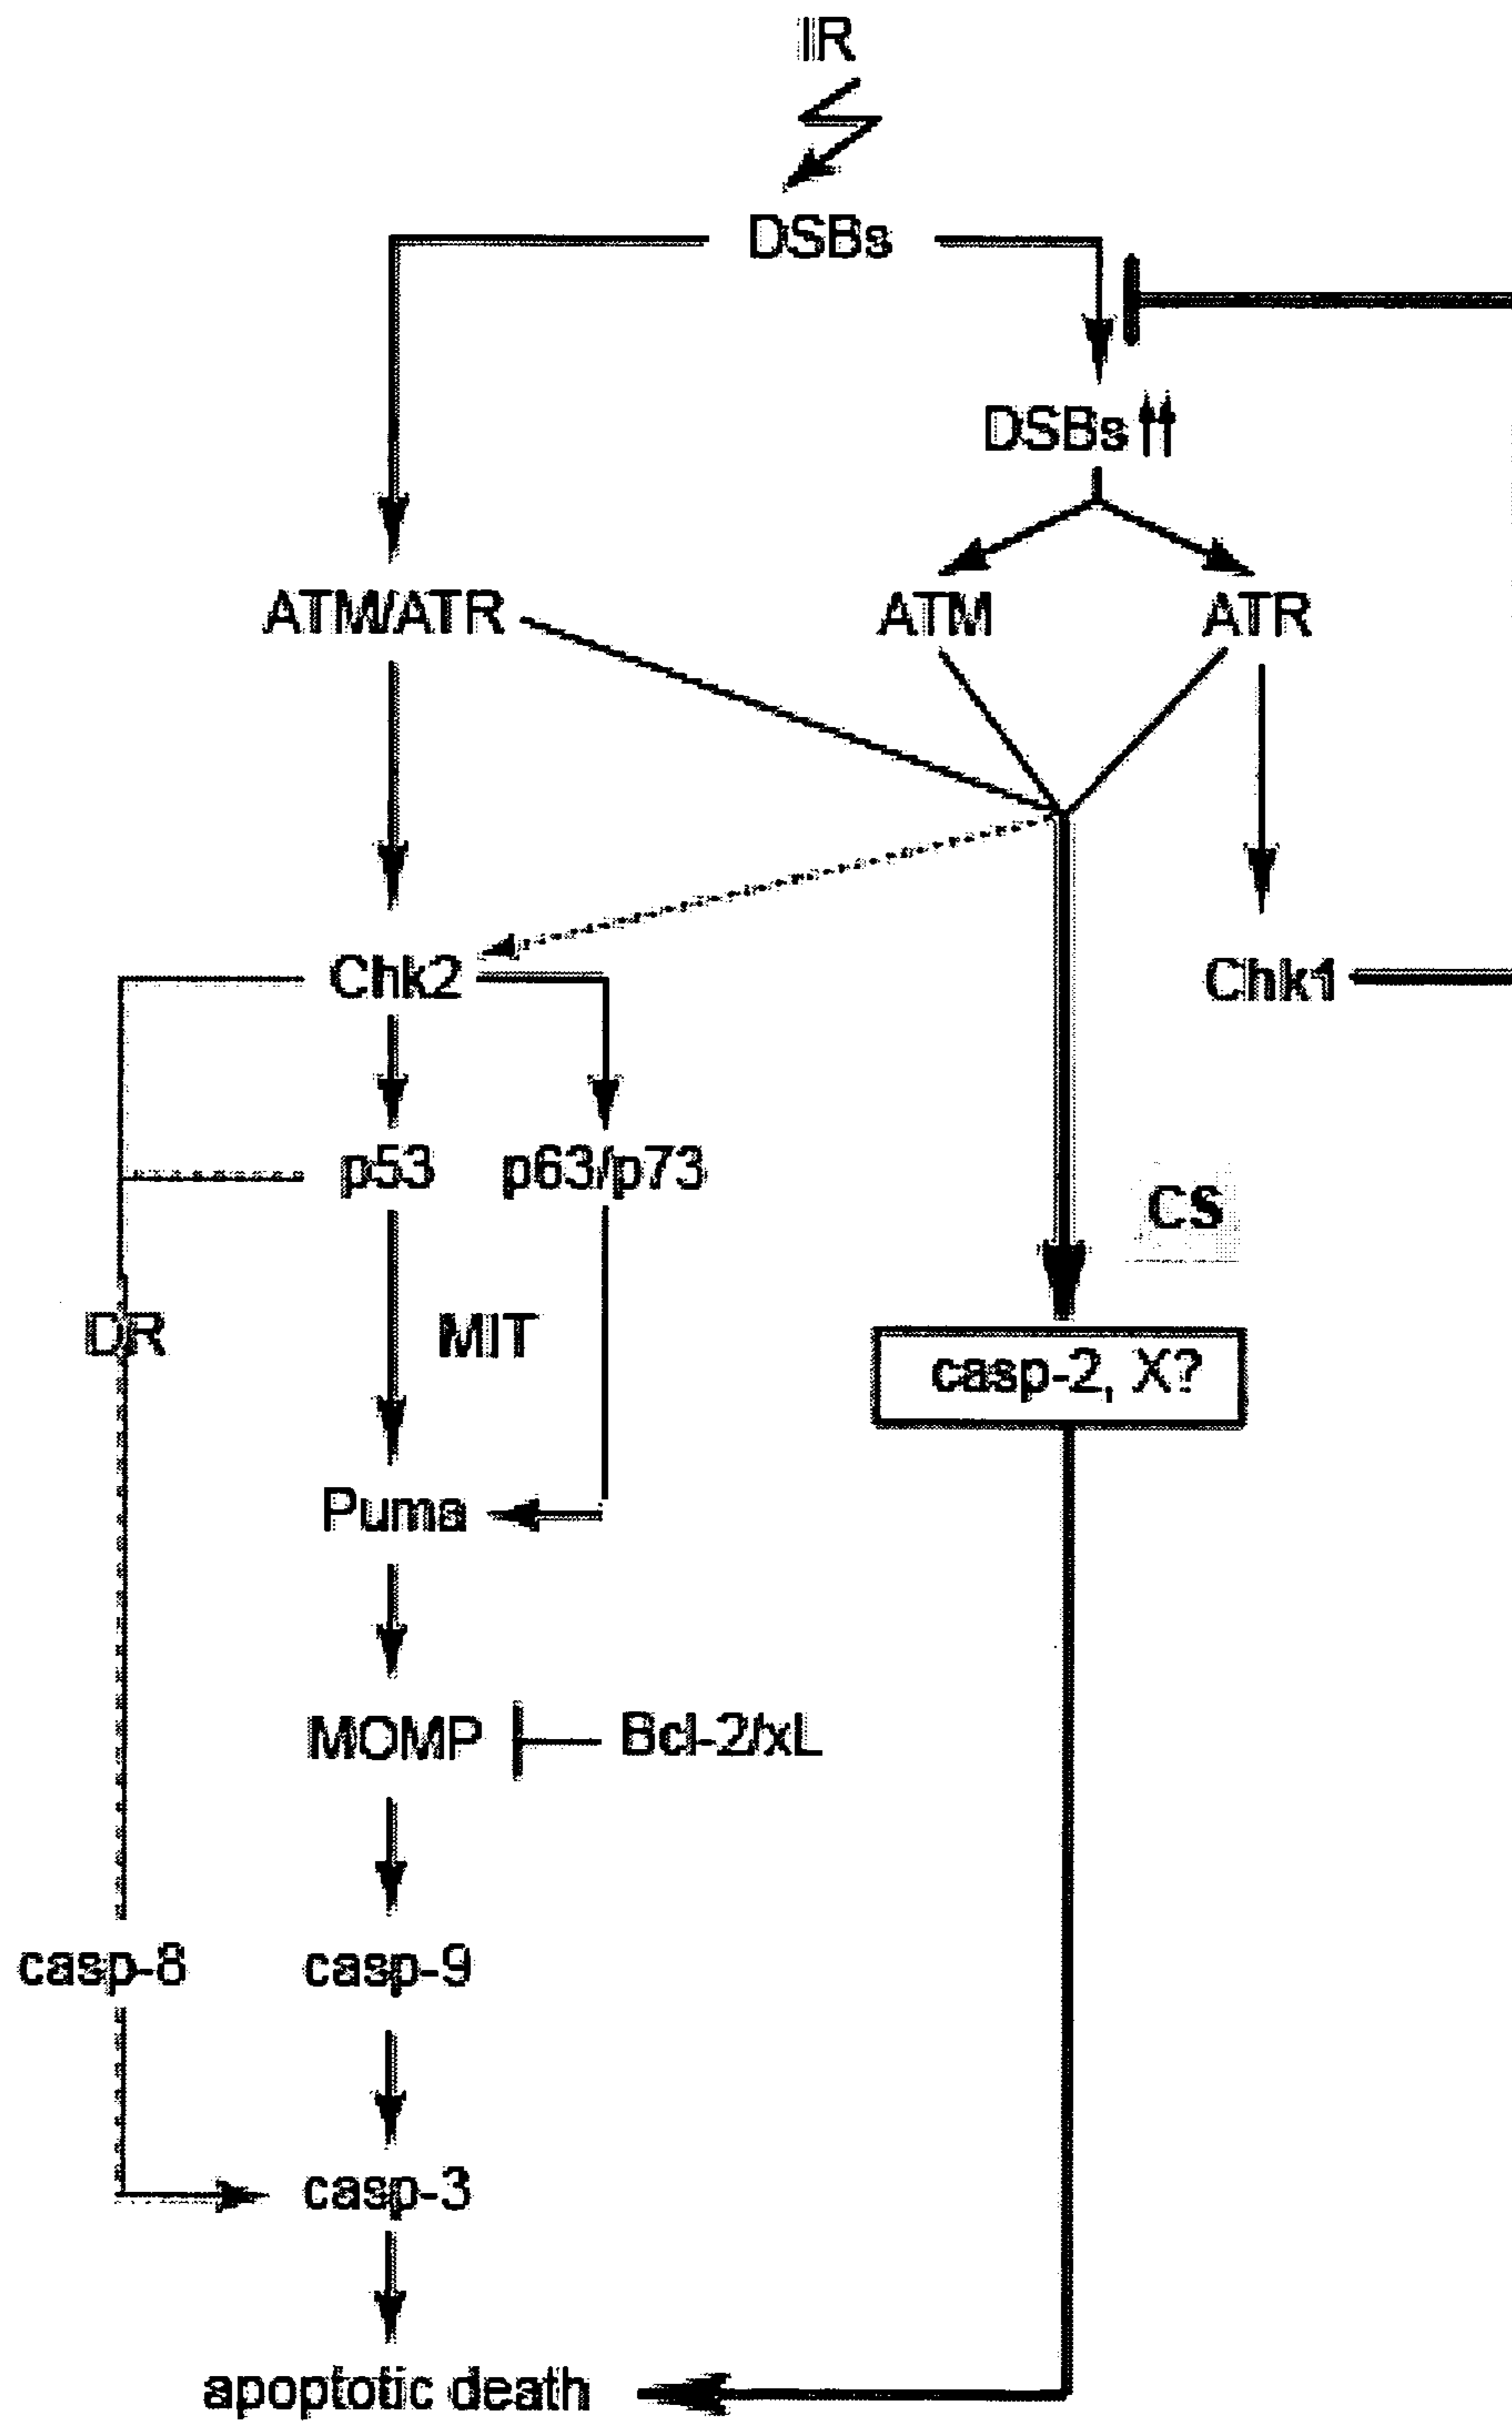 IR
DSBs
DSBs
ATM/ATR
ATM
ATR
Chk2
Chk1
p53
p63/p73
CS
DR
MIT
casp-2, X?
Puma
MOMP
Bcl-2/xL
casp-8
casp-9
casp-3
apoptotic death